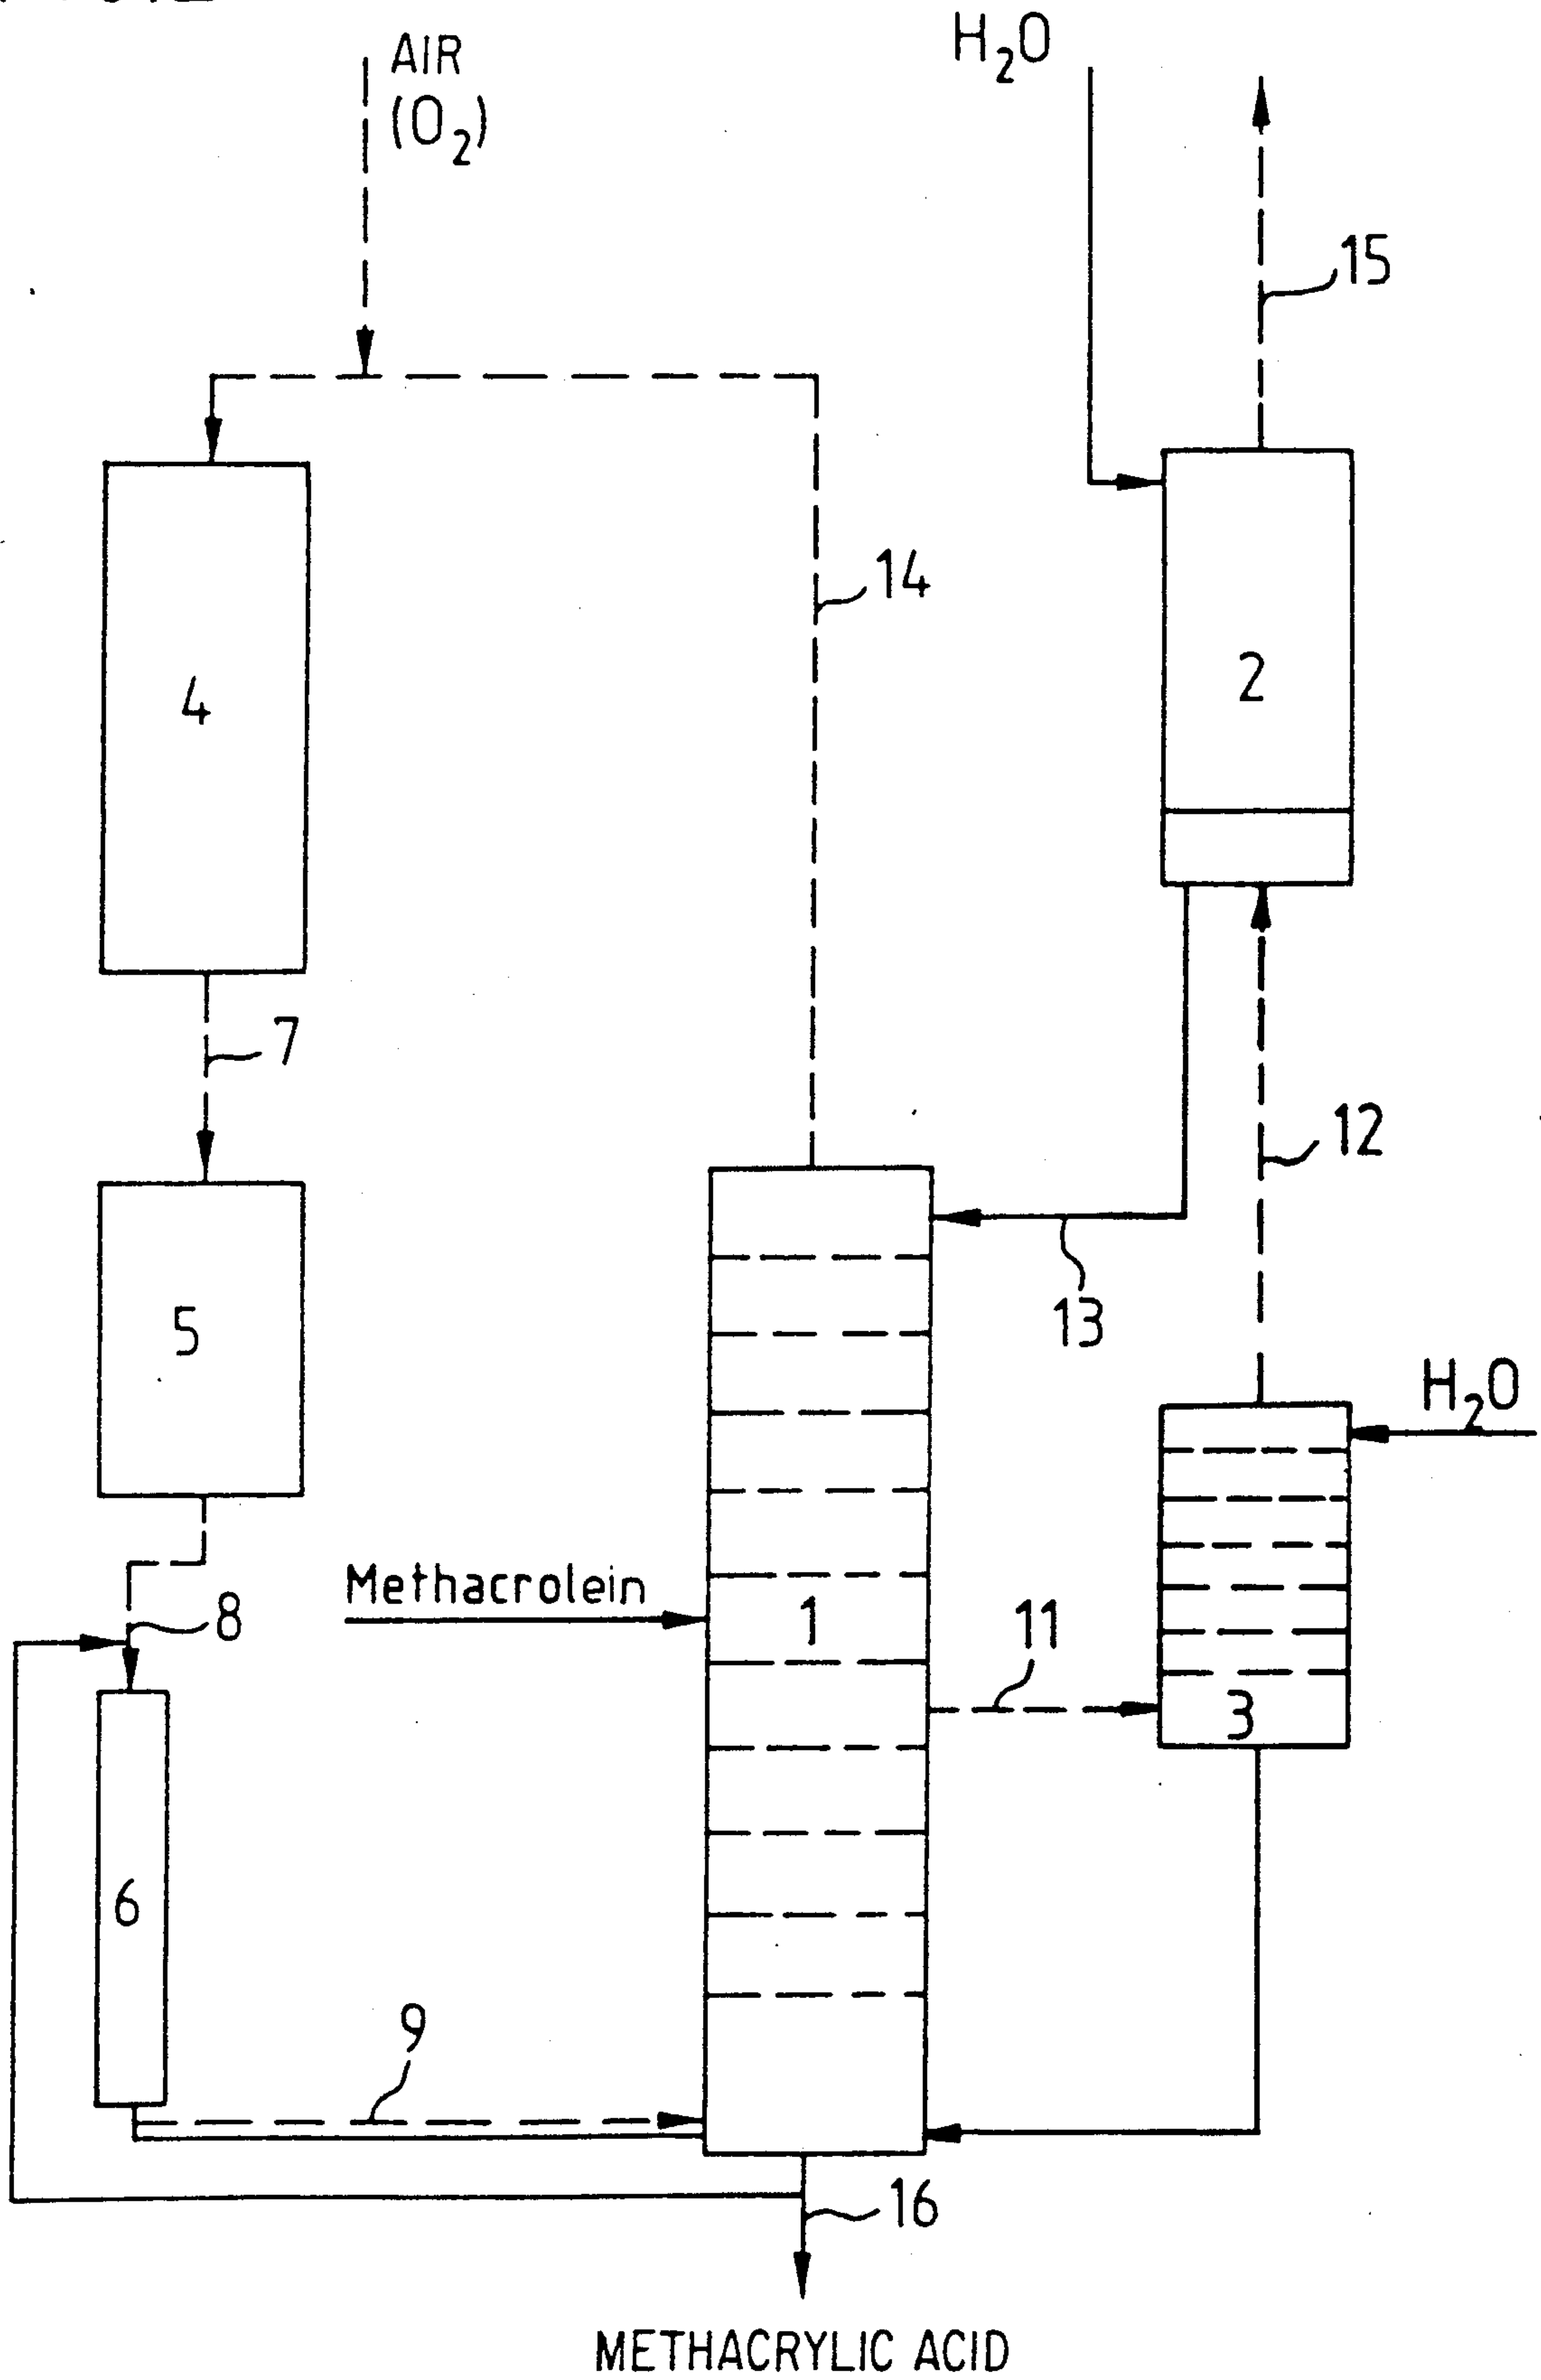 AIR
(O2)
H2O
15
14
4
2
7
12
5
13
H2O
Methacrolein
1
8
11
3
6
9
16
METHACRYLIC ACID